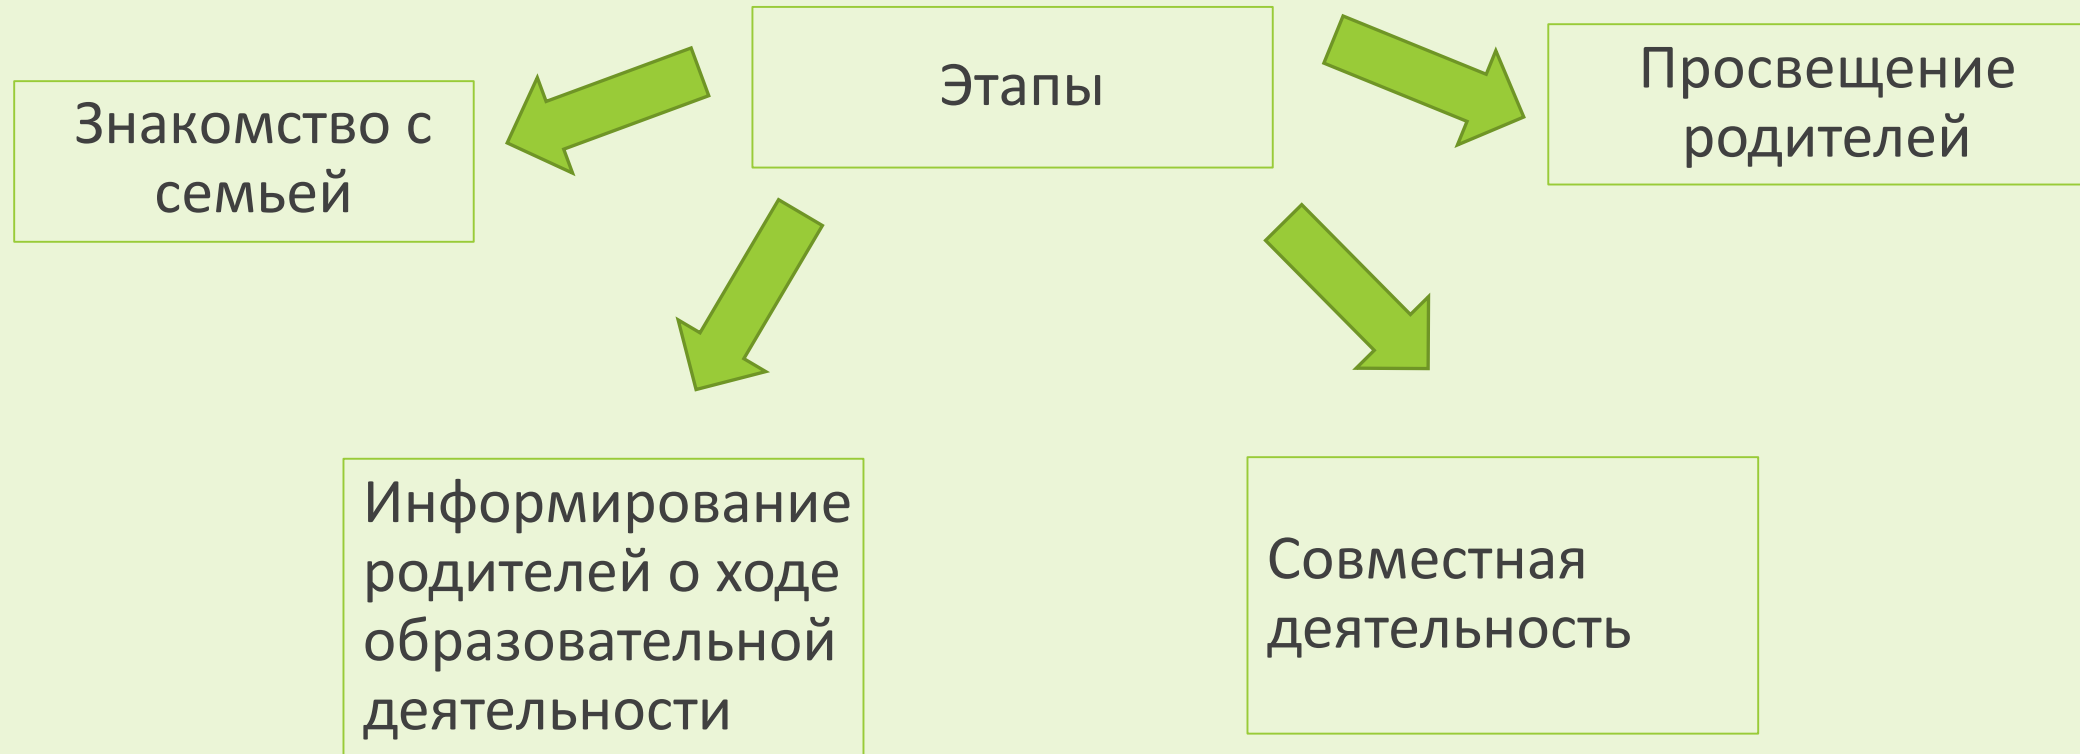 Этапы
Знакомство с
семьей
Просвещение
родителей
Информирование
родителей о ходе
образовательной
деятельности
Совместная
деятельность